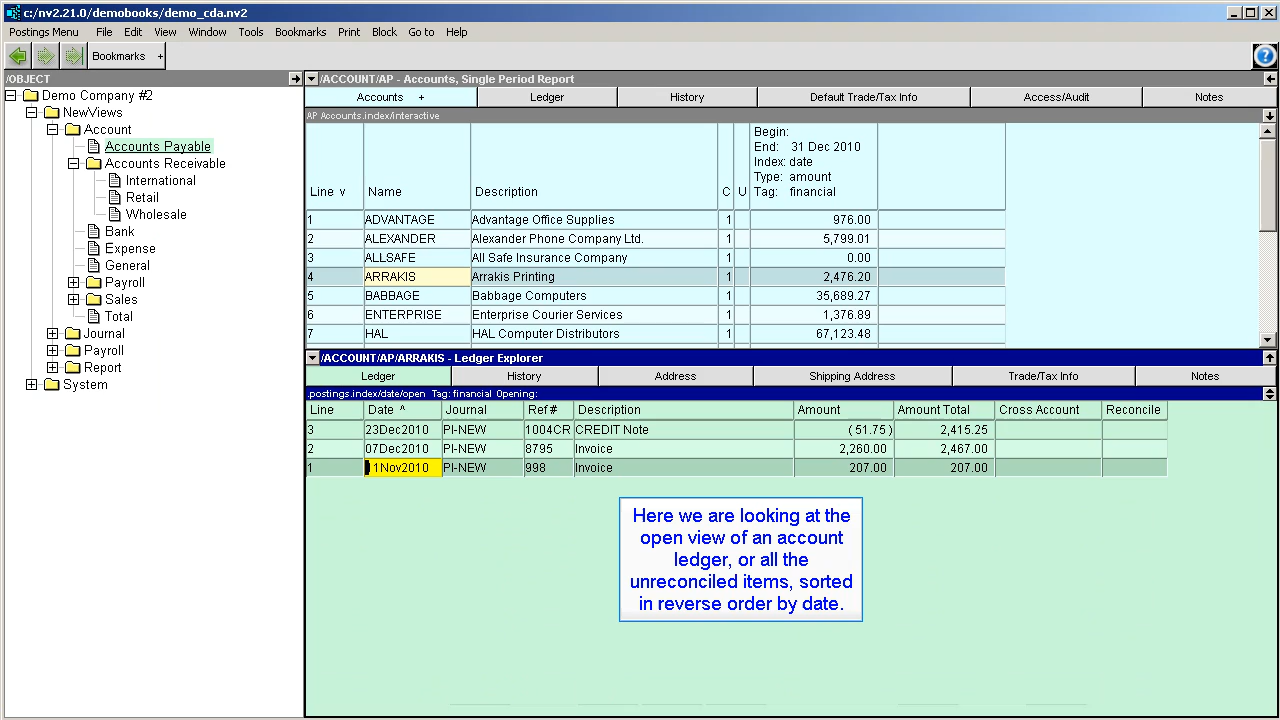 c:/nv2.21.0/demobooks/demo_cda.nv2
Postings Menu File Edit View Window Tools Bookmarks Print Block Go to Help
Bookmarks +
/OBJECT
Demo Company #2
NewViews
Account
Accounts Payable
Accounts Receivable
International
Retail
Wholesale
Bank
Expense
General
Payroll
Sales
Total
Journal
Payroll
Report
System
/ACCOUNT/AP - Accounts, Single Period Report
Accounts + Ledger History Default Trade/Tax Info Access/Audit Notes
AP Accounts.index/interactive
Begin:
End: 31 Dec 2010
Index: date
Type: amount
Line v Name Description C U Tag: financial
1 ADVANTAGE Advantage Office Supplies 1 976.00
2 ALEXANDER Alexander Phone Company Ltd. 1 5,799.01
3 ALLSAFE All Safe Insurance Company 1 0.00
4 ARRAKIS Arrakis Printing 1 2,476.20
5 BABBAGE Babbage Computers 1 35,689.27
6 ENTERPRISE Enterprise Courier Services 1 1,376.89
7 HAL HAL Computer Distributors 1 67,123.48
/ACCOUNT/AP/ARRAKIS - Ledger Explorer
Ledger History Address Shipping Address Trade/Tax Info Notes
.postings.index/date/open Tag: financial Opening:
Line Date ^ Journal Ref# Description Amount Amount Total Cross Account Reconcile
3 23Dec2010 PI-NEW 1004CR CREDIT Note (51.75) 2,415.25
2 07Dec2010 PI-NEW 8795 Invoice 2,260.00 2,467.00
1 11Nov2010 PI-NEW 998 Invoice 207.00 207.00
Here we are looking at the
open view of an account
ledger, or all the
unreconciled items, sorted
in reverse order by date.